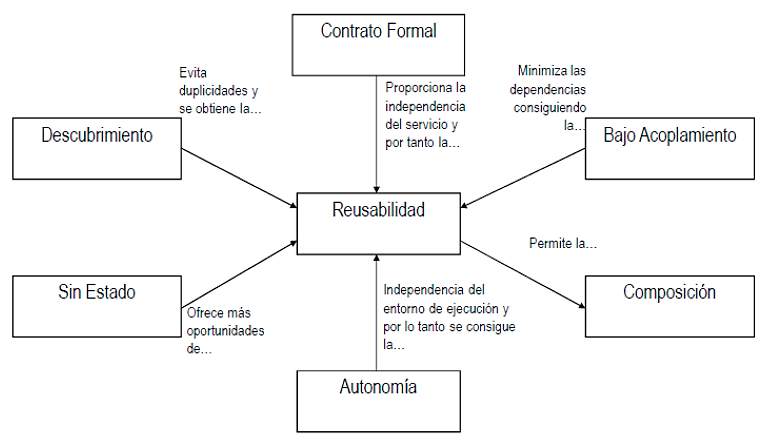 Contrato Formal
Evita
duplicidades y
se obtiene la…
Proporciona la
independencia
del servicio y
por tanto la…
Minimiza las
dependencias
consiguiendo
la…
Descubrimiento
Bajo Acoplamiento
Reusabilidad
Permite la…
Sin Estado
Ofrece más
oportunidades
de…
Independencia del
entorno de ejecución y
por lo tanto se consigue
la…
Composición
Autonomía